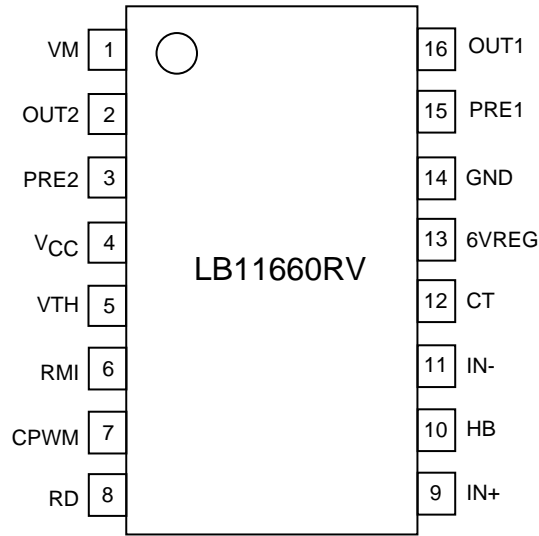 VM 1 16 OUT1
OUT2 2 15 PRE1
PRE2 3 14 GND
VCC 4 13 6VREG
LB11660RV
VTH 5 12 CT
RMI 6 11 IN-
CPWM 7 10 HB
RD 8 9 IN+